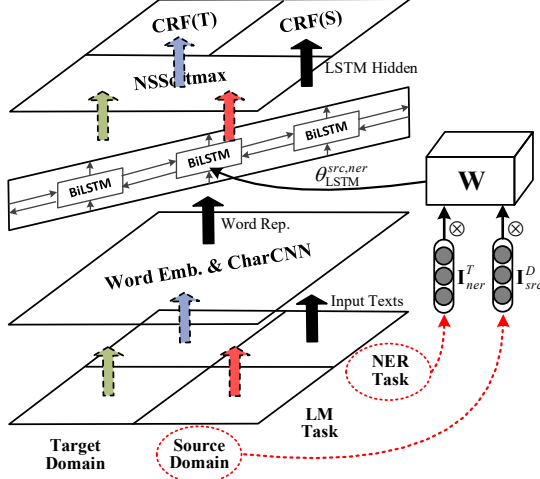 CRF(T)
CRF(S)
NSSoftmax
LSTM Hidden
BiLSTM
BiLSTM
BiLSTM
θ^{src,ner}_{LSTM}
W
⊗
⊗
Word Rep.
I^T_{ner}
I^D_{src}
Word Emb. & CharCNN
Input Texts
NER
Task
LM
Task
Target
Domain
Source
Domain